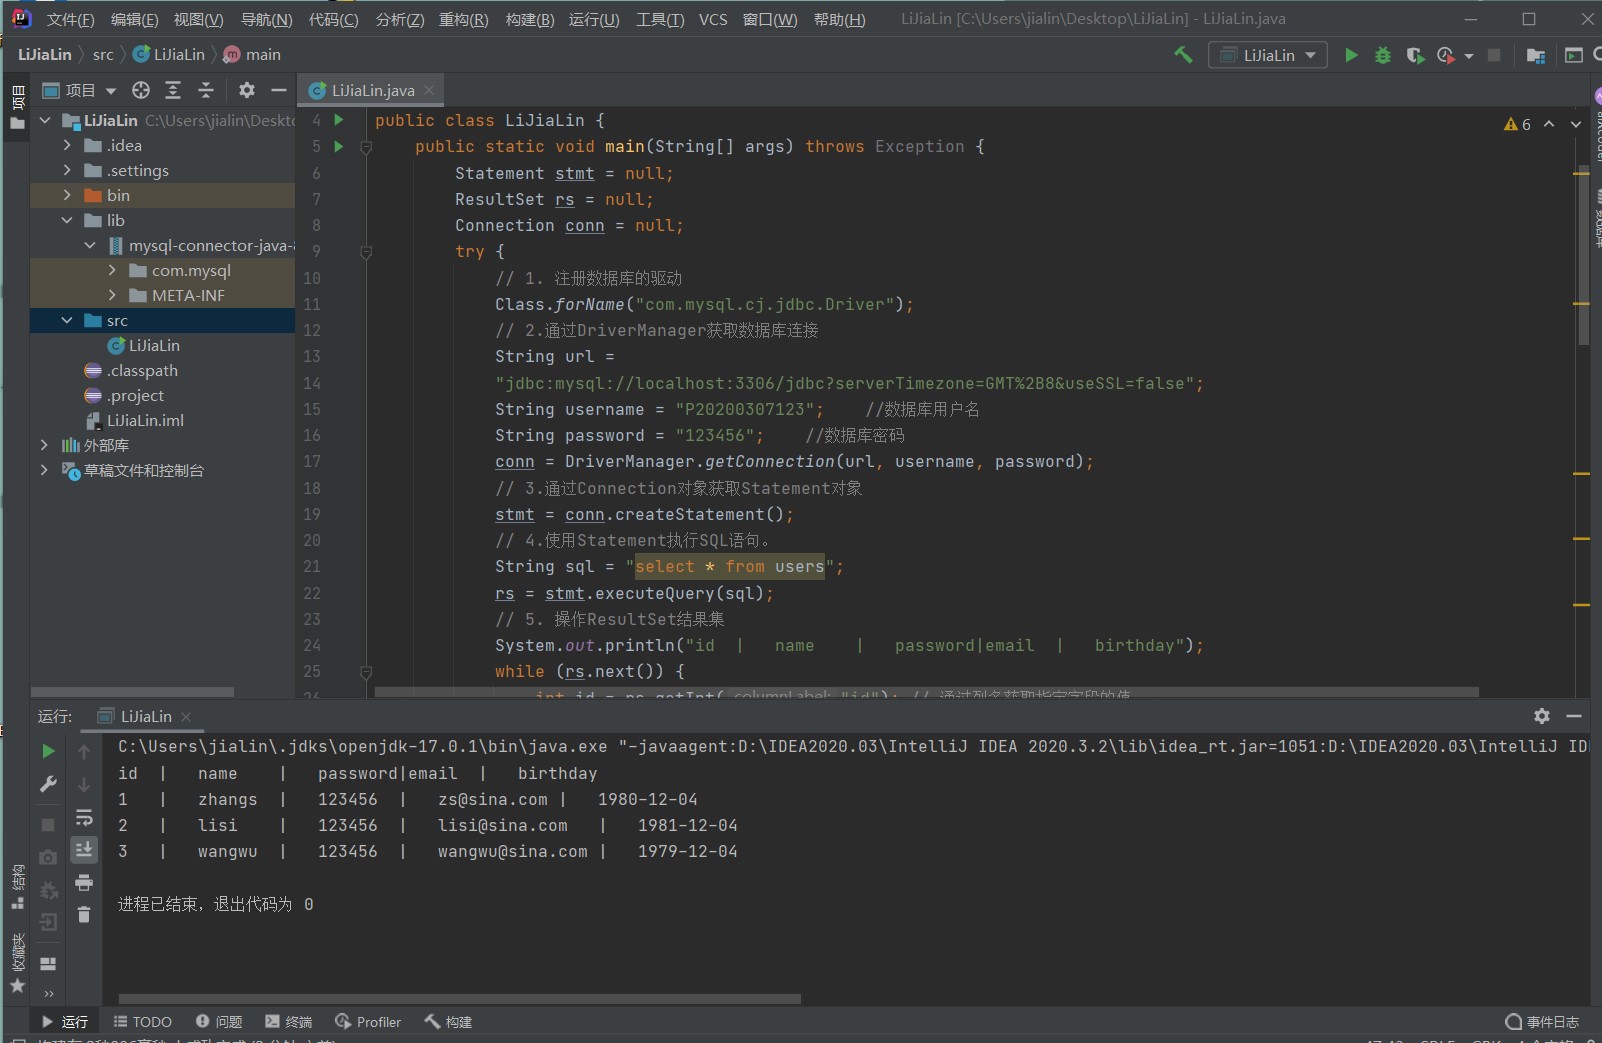 文件(F) 编辑(E) 视图(V) 导航(N) 代码(C) 分析(Z) 重构(R) 构建(B) 运行(U) 工具(T) VCS 窗口(W) 帮助(H) LiJiaLin [C:\Users\jialin\Desktop\LiJiaLin] - LiJiaLin.java
LiJiaLin src LiJiaLin main
LiJiaLin
项目
项目
LiJiaLin.java
LiJiaLin C:\Users\jialin\Deskto
.idea
.settings
bin
lib
mysql-connector-java-8
com.mysql
META-INF
src
LiJiaLin
.classpath
.project
LiJiaLin.iml
外部库
草稿文件和控制台
6
4 public class LiJiaLin {
5 public static void main(String[] args) throws Exception {
6 Statement stmt = null;
7 ResultSet rs = null;
8 Connection conn = null;
9 try {
10 // 1. 注册数据库的驱动
11 Class.forName("com.mysql.cj.jdbc.Driver");
12 // 2.通过DriverManager获取数据库连接
13 String url =
14 "jdbc:mysql://localhost:3306/jdbc?serverTimezone=GMT%2B8&useSSL=false";
15 String username = "P20200307123"; //数据库用户名
16 String password = "123456"; //数据库密码
17 conn = DriverManager.getConnection(url, username, password);
18 // 3.通过Connection对象获取Statement对象
19 stmt = conn.createStatement();
20 // 4.使用Statement执行SQL语句。
21 String sql = "select * from users";
22 rs = stmt.executeQuery(sql);
23 // 5. 操作ResultSet结果集
24 System.out.println("id | name | password|email | birthday");
25 while (rs.next()) {
26 int id = rs.getInt( columnLabel: "id"); // 通过列名获取指定字段的值
运行: LiJiaLin
C:\Users\jialin\.jdks\openjdk-17.0.1\bin\java.exe "-javaagent:D:\IDEA2020.03\IntelliJ IDEA 2020.3.2\lib\idea_rt.jar=1051:D:\IDEA2020.03\IntelliJ IDE
id | name | password|email | birthday
1 | zhangs | 123456 | zs@sina.com | 1980-12-04
2 | lisi | 123456 | lisi@sina.com | 1981-12-04
3 | wangwu | 123456 | wangwu@sina.com | 1979-12-04
进程已结束，退出代码为 0
结构
收藏夹
运行 TODO 问题 终端 Profiler 构建 事件日志